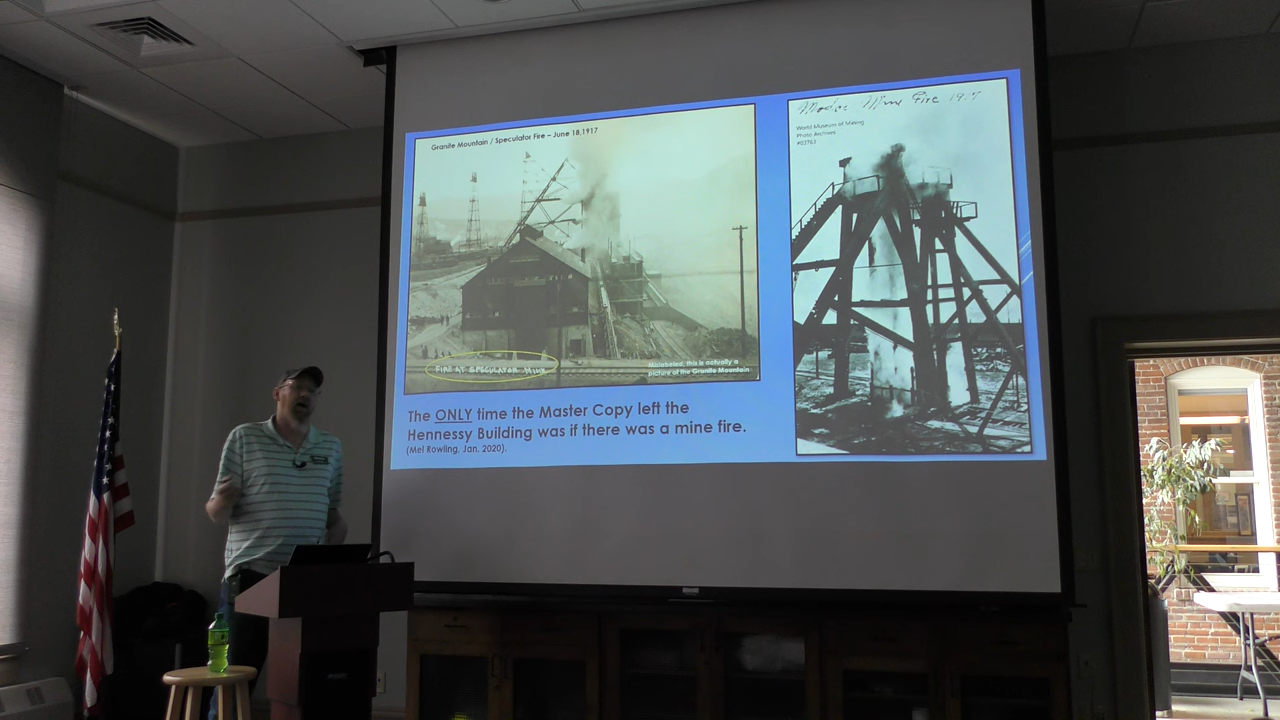 Granite Mountain / Speculator Fire – June 18,1917
FIRE AT SPECULATOR MINE
Mislabeled, this is actually a
picture of the Granite Mountain
The ONLY time the Master Copy left the
Hennessy Building was if there was a mine fire.
(Mel Rowling, Jan. 2020).
Mine Fire 1917
World Museum of Mining
Photo Archives